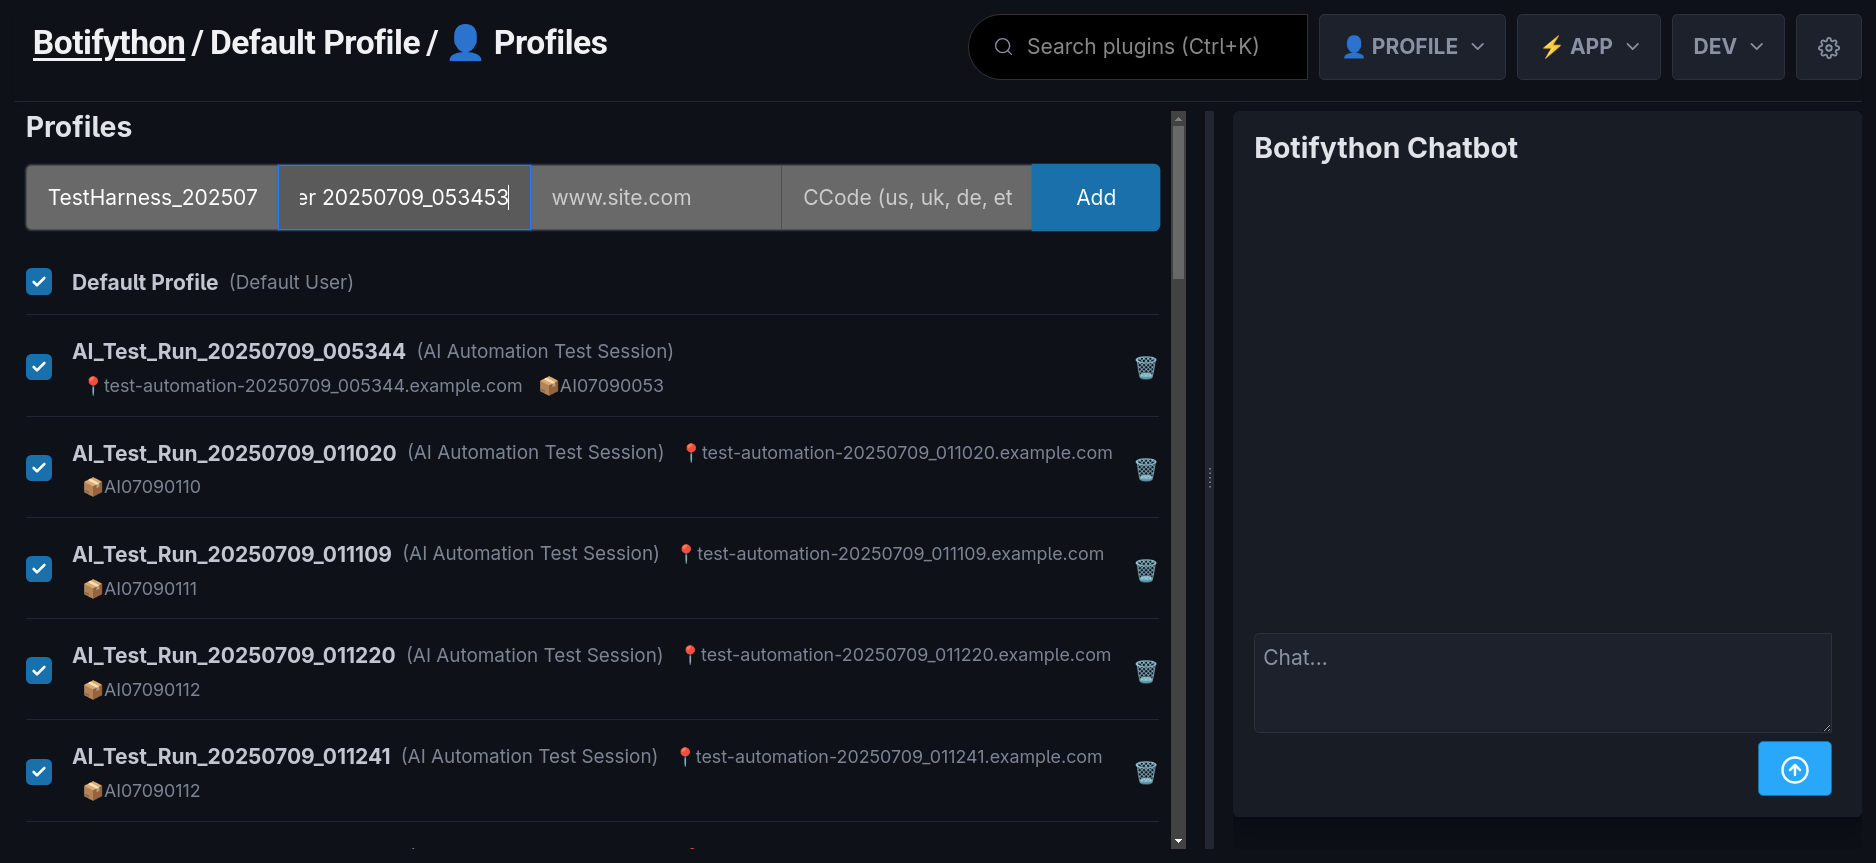 Botifython / Default Profile / 👤 Profiles
Search plugins (Ctrl+K)
👤 PROFILE
⚡ APP
DEV
Profiles
TestHarness_202507
er 20250709_053453
www.site.com
CCode (us, uk, de, et
Add
Default Profile (Default User)
AI_Test_Run_20250709_005344 (AI Automation Test Session)
📍test-automation-20250709_005344.example.com 📦AI07090053
AI_Test_Run_20250709_011020 (AI Automation Test Session) 📍test-automation-20250709_011020.example.com
📦AI07090110
AI_Test_Run_20250709_011109 (AI Automation Test Session) 📍test-automation-20250709_011109.example.com
📦AI07090111
AI_Test_Run_20250709_011220 (AI Automation Test Session) 📍test-automation-20250709_011220.example.com
📦AI07090112
AI_Test_Run_20250709_011241 (AI Automation Test Session) 📍test-automation-20250709_011241.example.com
📦AI07090112
Botifython Chatbot
Chat...